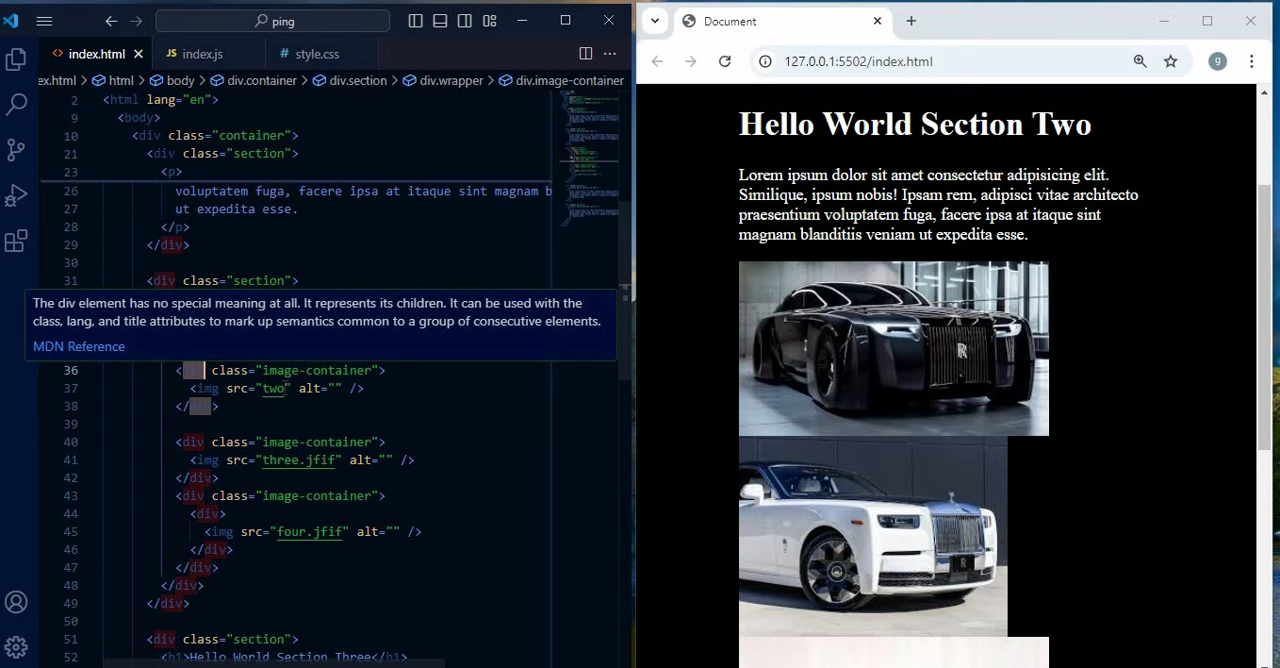 ping
Document
index.html
index.js
style.css
127.0.0.1:5502/index.html
g
ex.html > html > body > div.container > div.section > div.wrapper > div.image-container
2 <html lang="en">
9 <body>
10 <div class="container">
21 <div class="section">
23 <p>
26 voluptatem fuga, facere ipsa at itaque sint magnam b
27 ut expedita esse.
28 </p>
29 </div>
30
31 <div class="section">
The div element has no special meaning at all. It represents its children. It can be used with the
class, lang, and title attributes to mark up semantics common to a group of consecutive elements.
MDN Reference
36 <div class="image-container">
37 <img src="two" alt="" />
38 </div>
39
40 <div class="image-container">
41 <img src="three.jfif" alt="" />
42 </div>
43 <div class="image-container">
44 <div>
45 <img src="four.jfif" alt="" />
46 </div>
47 </div>
48 </div>
49 </div>
50
51 <div class="section">
52 <h1>Hello World Section Three</h1>
Hello World Section Two
Lorem ipsum dolor sit amet consectetur adipisicing elit.
Similique, ipsum nobis! Ipsam rem, adipisci vitae architecto
praesentium voluptatem fuga, facere ipsa at itaque sint
magnam blanditiis veniam ut expedita esse.